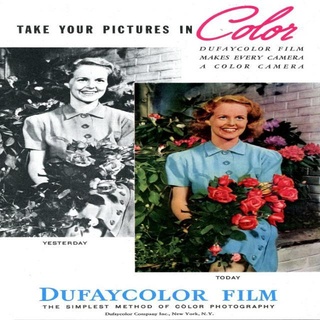 TAKE YOUR PICTURES IN Color
DUFAYCOLOR FILM
MAKES EVERY CAMERA
A COLOR CAMERA
YESTERDAY
TODAY
DUFAYCOLOR FILM
THE SIMPLEST METHOD OF COLOR PHOTOGRAPHY
Dufaycolor Company Inc., New York, N.Y.